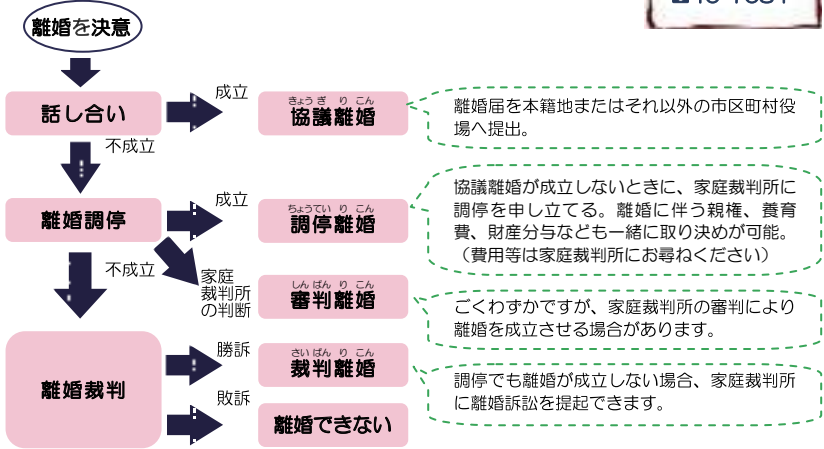 離婚を決意
話し合い
成立
きょうぎりこん
協議離婚
離婚届を本籍地またはそれ以外の市区町村役
場へ提出。
不成立
離婚調停
成立
ちょうていりこん
調停離婚
協議離婚が成立しないときに、家庭裁判所に
調停を申し立てる。離婚に伴う親権、養育
費、財産分与なども一緒に取り決めが可能。
（費用等は家庭裁判所にお尋ねください）
不成立
家庭
裁判所
の判断
しんぱんりこん
審判離婚
ごくわずかですが、家庭裁判所の審判により
離婚を成立させる場合があります。
離婚裁判
勝訴
さいばんりこん
裁判離婚
調停でも離婚が成立しない場合、家庭裁判所
に離婚訴訟を提起できます。
敗訴
離婚できない